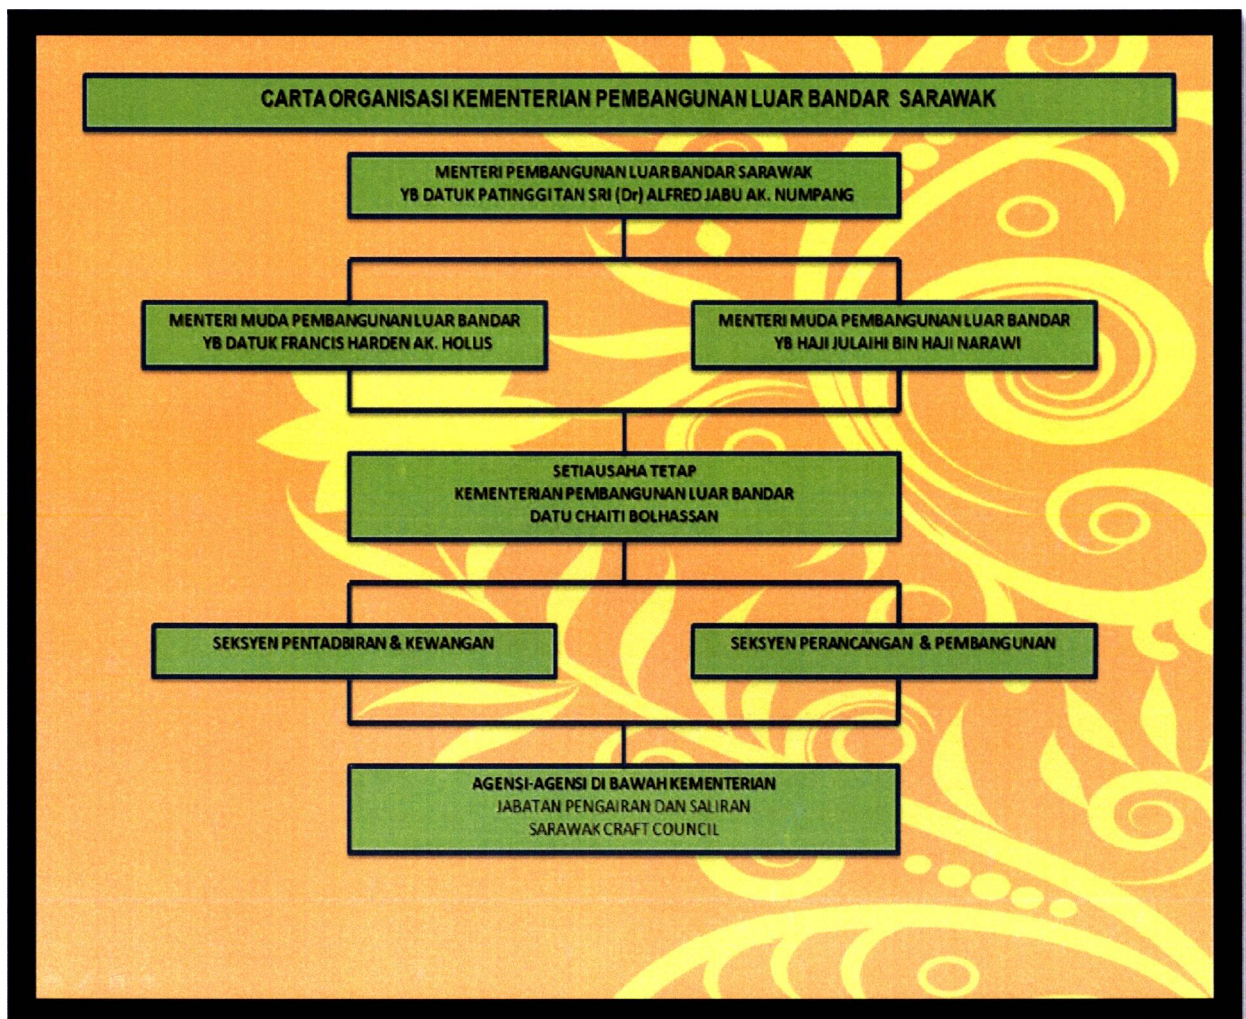 CARTA ORGANISASI KEMENTERIAN PEMBANGUNAN LUAR BANDAR SARAWAK
MENTERI PEMBANGUNAN LUAR BANDAR SARAWAK
YB DATUK PATINGGI TAN SRI (Dr) ALFRED JABU AK. NUMPANG
MENTERI MUDA PEMBANGUNAN LUAR BANDAR
YB DATUK FRANCIS HARDEN AK. HOLLIS
MENTERI MUDA PEMBANGUNAN LUAR BANDAR
YB HAJI JULAIHI BIN HAJI NARAWI
SETIAUSAHA TETAP
KEMENTERIAN PEMBANGUNAN LUAR BANDAR
DATU CHAITI BOLHASSAN
SEKSYEN PENTADBIRAN & KEWANGAN
SEKSYEN PERANCANGAN & PEMBANGUNAN
AGENSI-AGENSI DI BAWAH KEMENTERIAN
JABATAN PENGAIRAN DAN SALIRAN
SARAWAK CRAFT COUNCIL